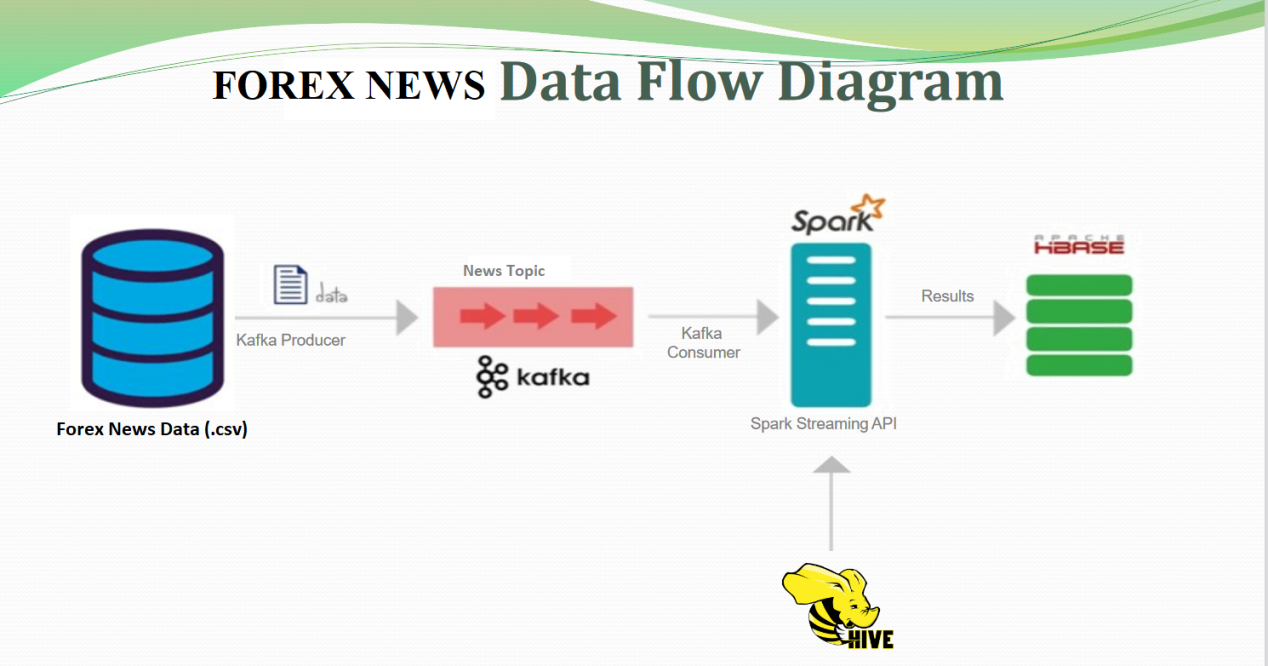 FOREX NEWS Data Flow Diagram
data
Kafka Producer
Forex News Data (.csv)
News Topic
kafka
Kafka
Consumer
Spark
Spark Streaming API
Results
APACHE
HBASE
HIVE